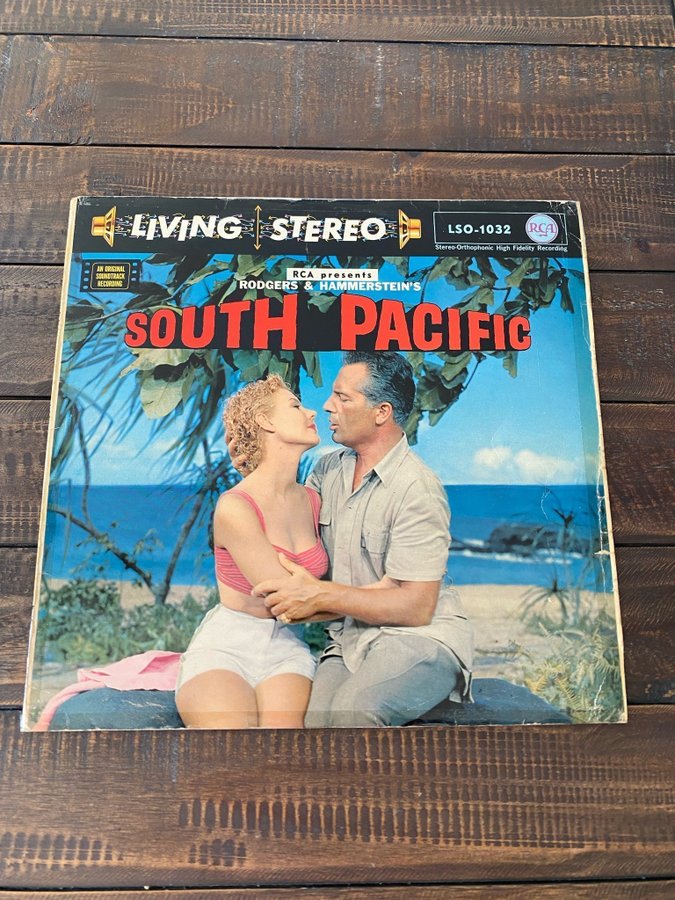 LIVING STEREO
LSO-1032
RCA
Stereo-Orthophonic High Fidelity Recording
AN ORIGINAL
SOUNDTRACK
RECORDING
RCA presents
RODGERS & HAMMERSTEIN'S
SOUTH PACIFIC